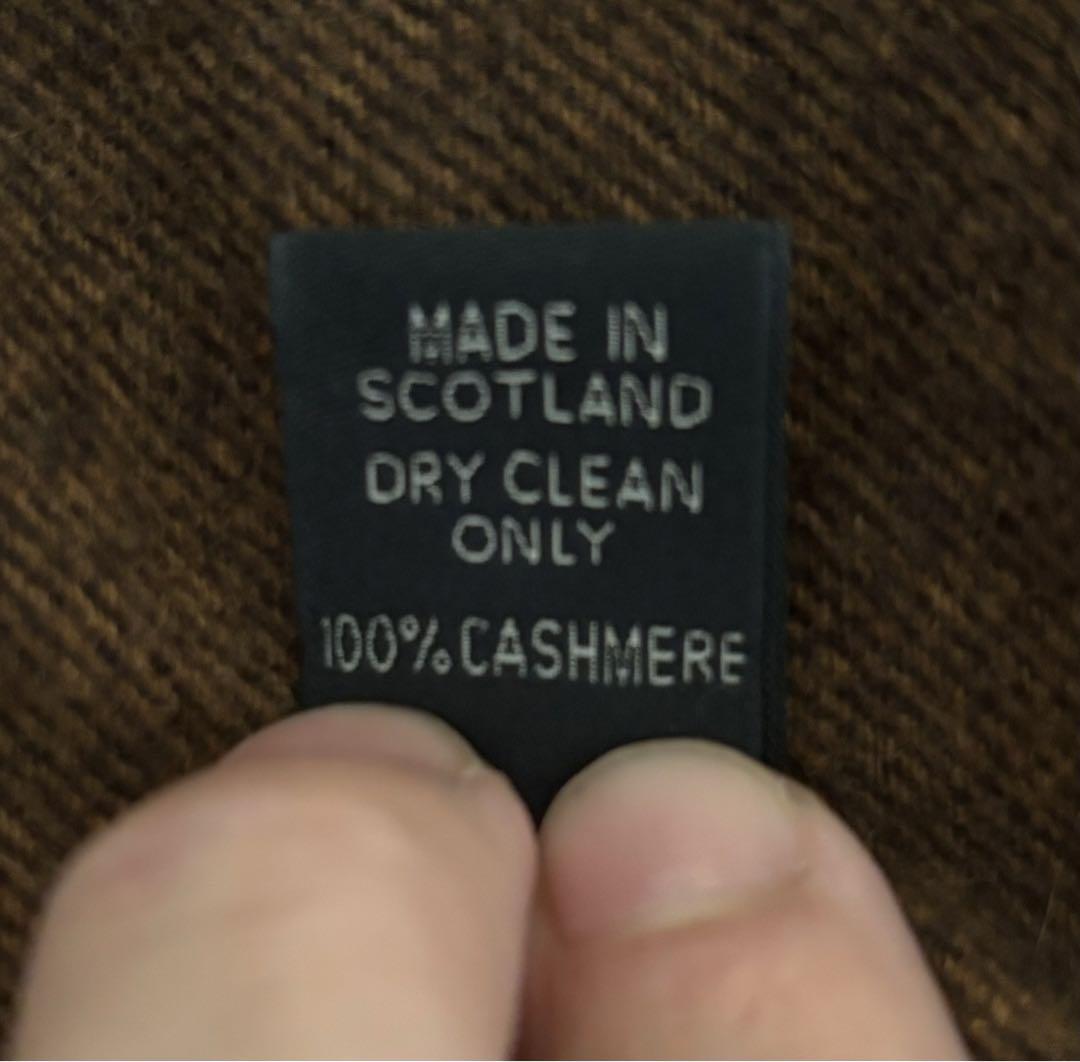 MADE IN
SCOTLAND
DRY CLEAN
ONLY
100% CASHMERE